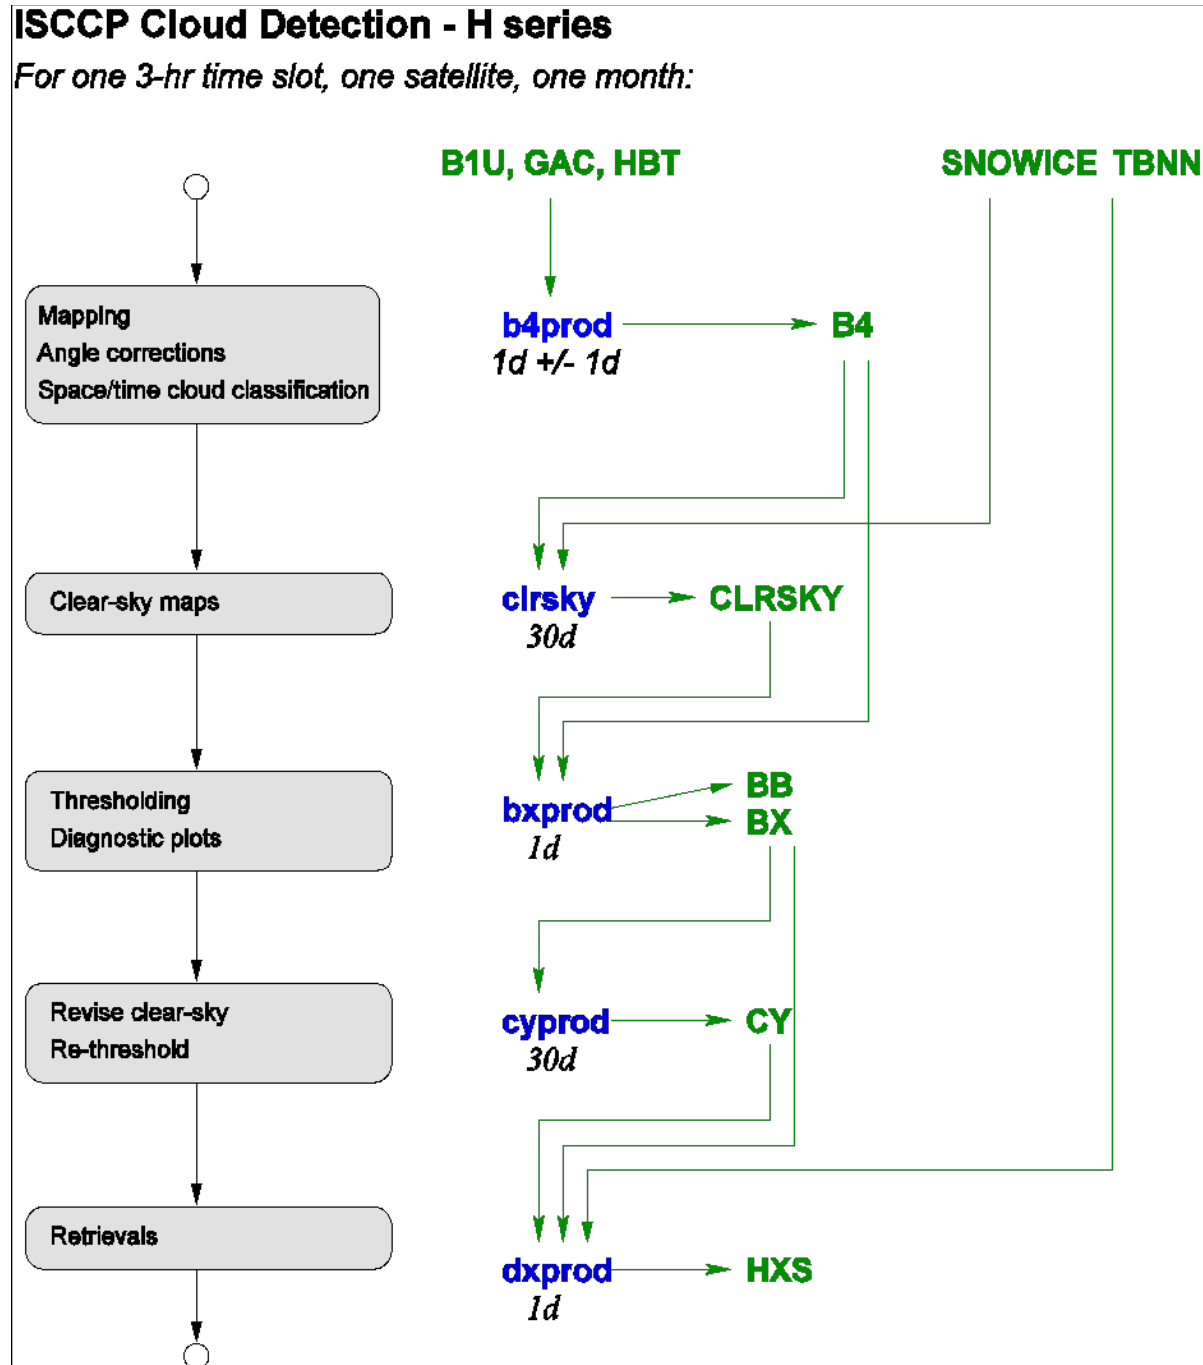 ISCCP Cloud Detection - H series
For one 3-hr time slot, one satellite, one month:
B1U, GAC, HBT
SNOWICE TBNN
Mapping
Angle corrections
Space/time cloud classification
b4prod
1d +/- 1d
B4
Clear-sky maps
clrsky
30d
CLRSKY
Thresholding
Diagnostic plots
bxprod
1d
BB
BX
Revise clear-sky
Re-threshold
cyprod
30d
CY
Retrievals
dxprod
1d
HXS